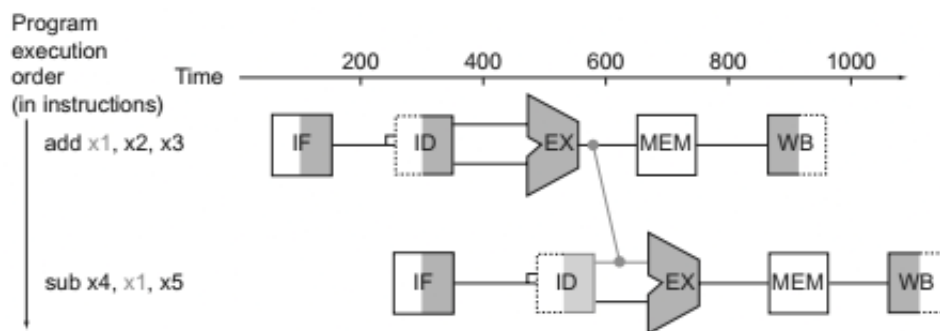 Program
execution
order
(in instructions)
Time
200 400 600 800 1000
add x1, x2, x3
IF ID EX MEM WB
sub x4, x1, x5
IF ID EX MEM WB